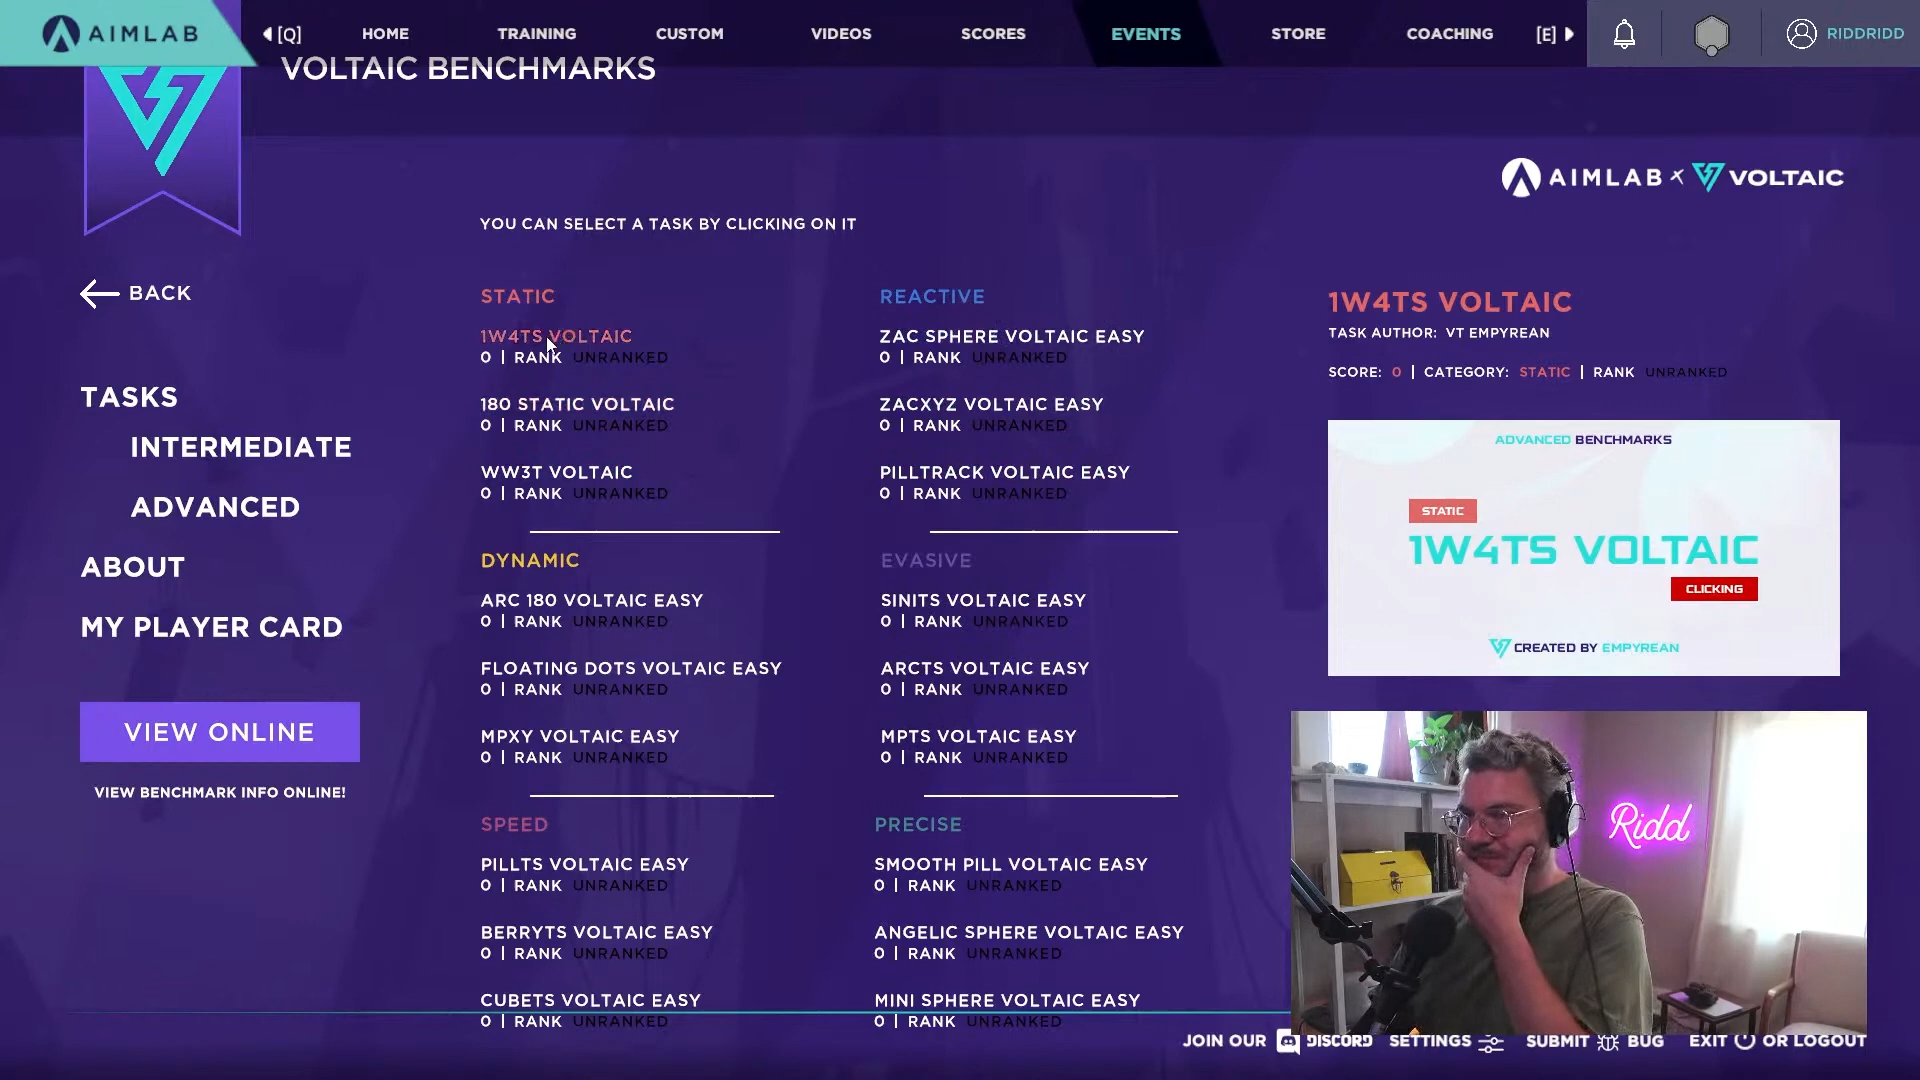 AIMLAB
[Q]
HOME
TRAINING
CUSTOM
VIDEOS
SCORES
EVENTS
STORE
COACHING
[E]
RIDDRIDD
VOLTAIC BENCHMARKS
AIMLAB x VOLTAIC
YOU CAN SELECT A TASK BY CLICKING ON IT
BACK
TASKS
INTERMEDIATE
ADVANCED
ABOUT
MY PLAYER CARD
VIEW ONLINE
VIEW BENCHMARK INFO ONLINE!
STATIC
1W4TS VOLTAIC
0 | RANK UNRANKED
180 STATIC VOLTAIC
0 | RANK UNRANKED
WW3T VOLTAIC
0 | RANK UNRANKED
DYNAMIC
ARC 180 VOLTAIC EASY
0 | RANK UNRANKED
FLOATING DOTS VOLTAIC EASY
0 | RANK UNRANKED
MPXY VOLTAIC EASY
0 | RANK UNRANKED
SPEED
PILLTS VOLTAIC EASY
0 | RANK UNRANKED
BERRYTS VOLTAIC EASY
0 | RANK UNRANKED
CUBETS VOLTAIC EASY
0 | RANK UNRANKED
REACTIVE
ZAC SPHERE VOLTAIC EASY
0 | RANK UNRANKED
ZACXYZ VOLTAIC EASY
0 | RANK UNRANKED
PILLTRACK VOLTAIC EASY
0 | RANK UNRANKED
EVASIVE
SINITS VOLTAIC EASY
0 | RANK UNRANKED
ARCTS VOLTAIC EASY
0 | RANK UNRANKED
MPTS VOLTAIC EASY
0 | RANK UNRANKED
PRECISE
SMOOTH PILL VOLTAIC EASY
0 | RANK UNRANKED
ANGELIC SPHERE VOLTAIC EASY
0 | RANK UNRANKED
MINI SPHERE VOLTAIC EASY
0 | RANK UNRANKED
1W4TS VOLTAIC
TASK AUTHOR: VT EMPYREAN
SCORE: 0 | CATEGORY: STATIC | RANK UNRANKED
ADVANCED BENCHMARKS
STATIC
1W4TS VOLTAIC
CLICKING
CREATED BY EMPYREAN
Ridd
JOIN OUR DISCORD
SETTINGS
SUBMIT BUG
EXIT OR LOGOUT